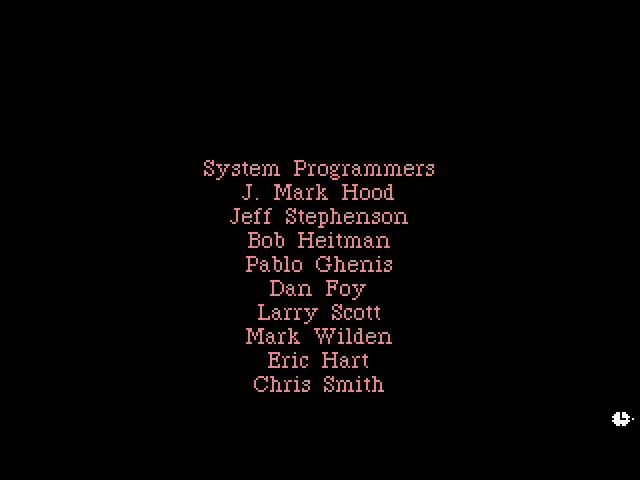 System Programmers
J. Mark Hood
Jeff Stephenson
Bob Heitman
Pablo Ghenis
Dan Foy
Larry Scott
Mark Wilden
Eric Hart
Chris Smith